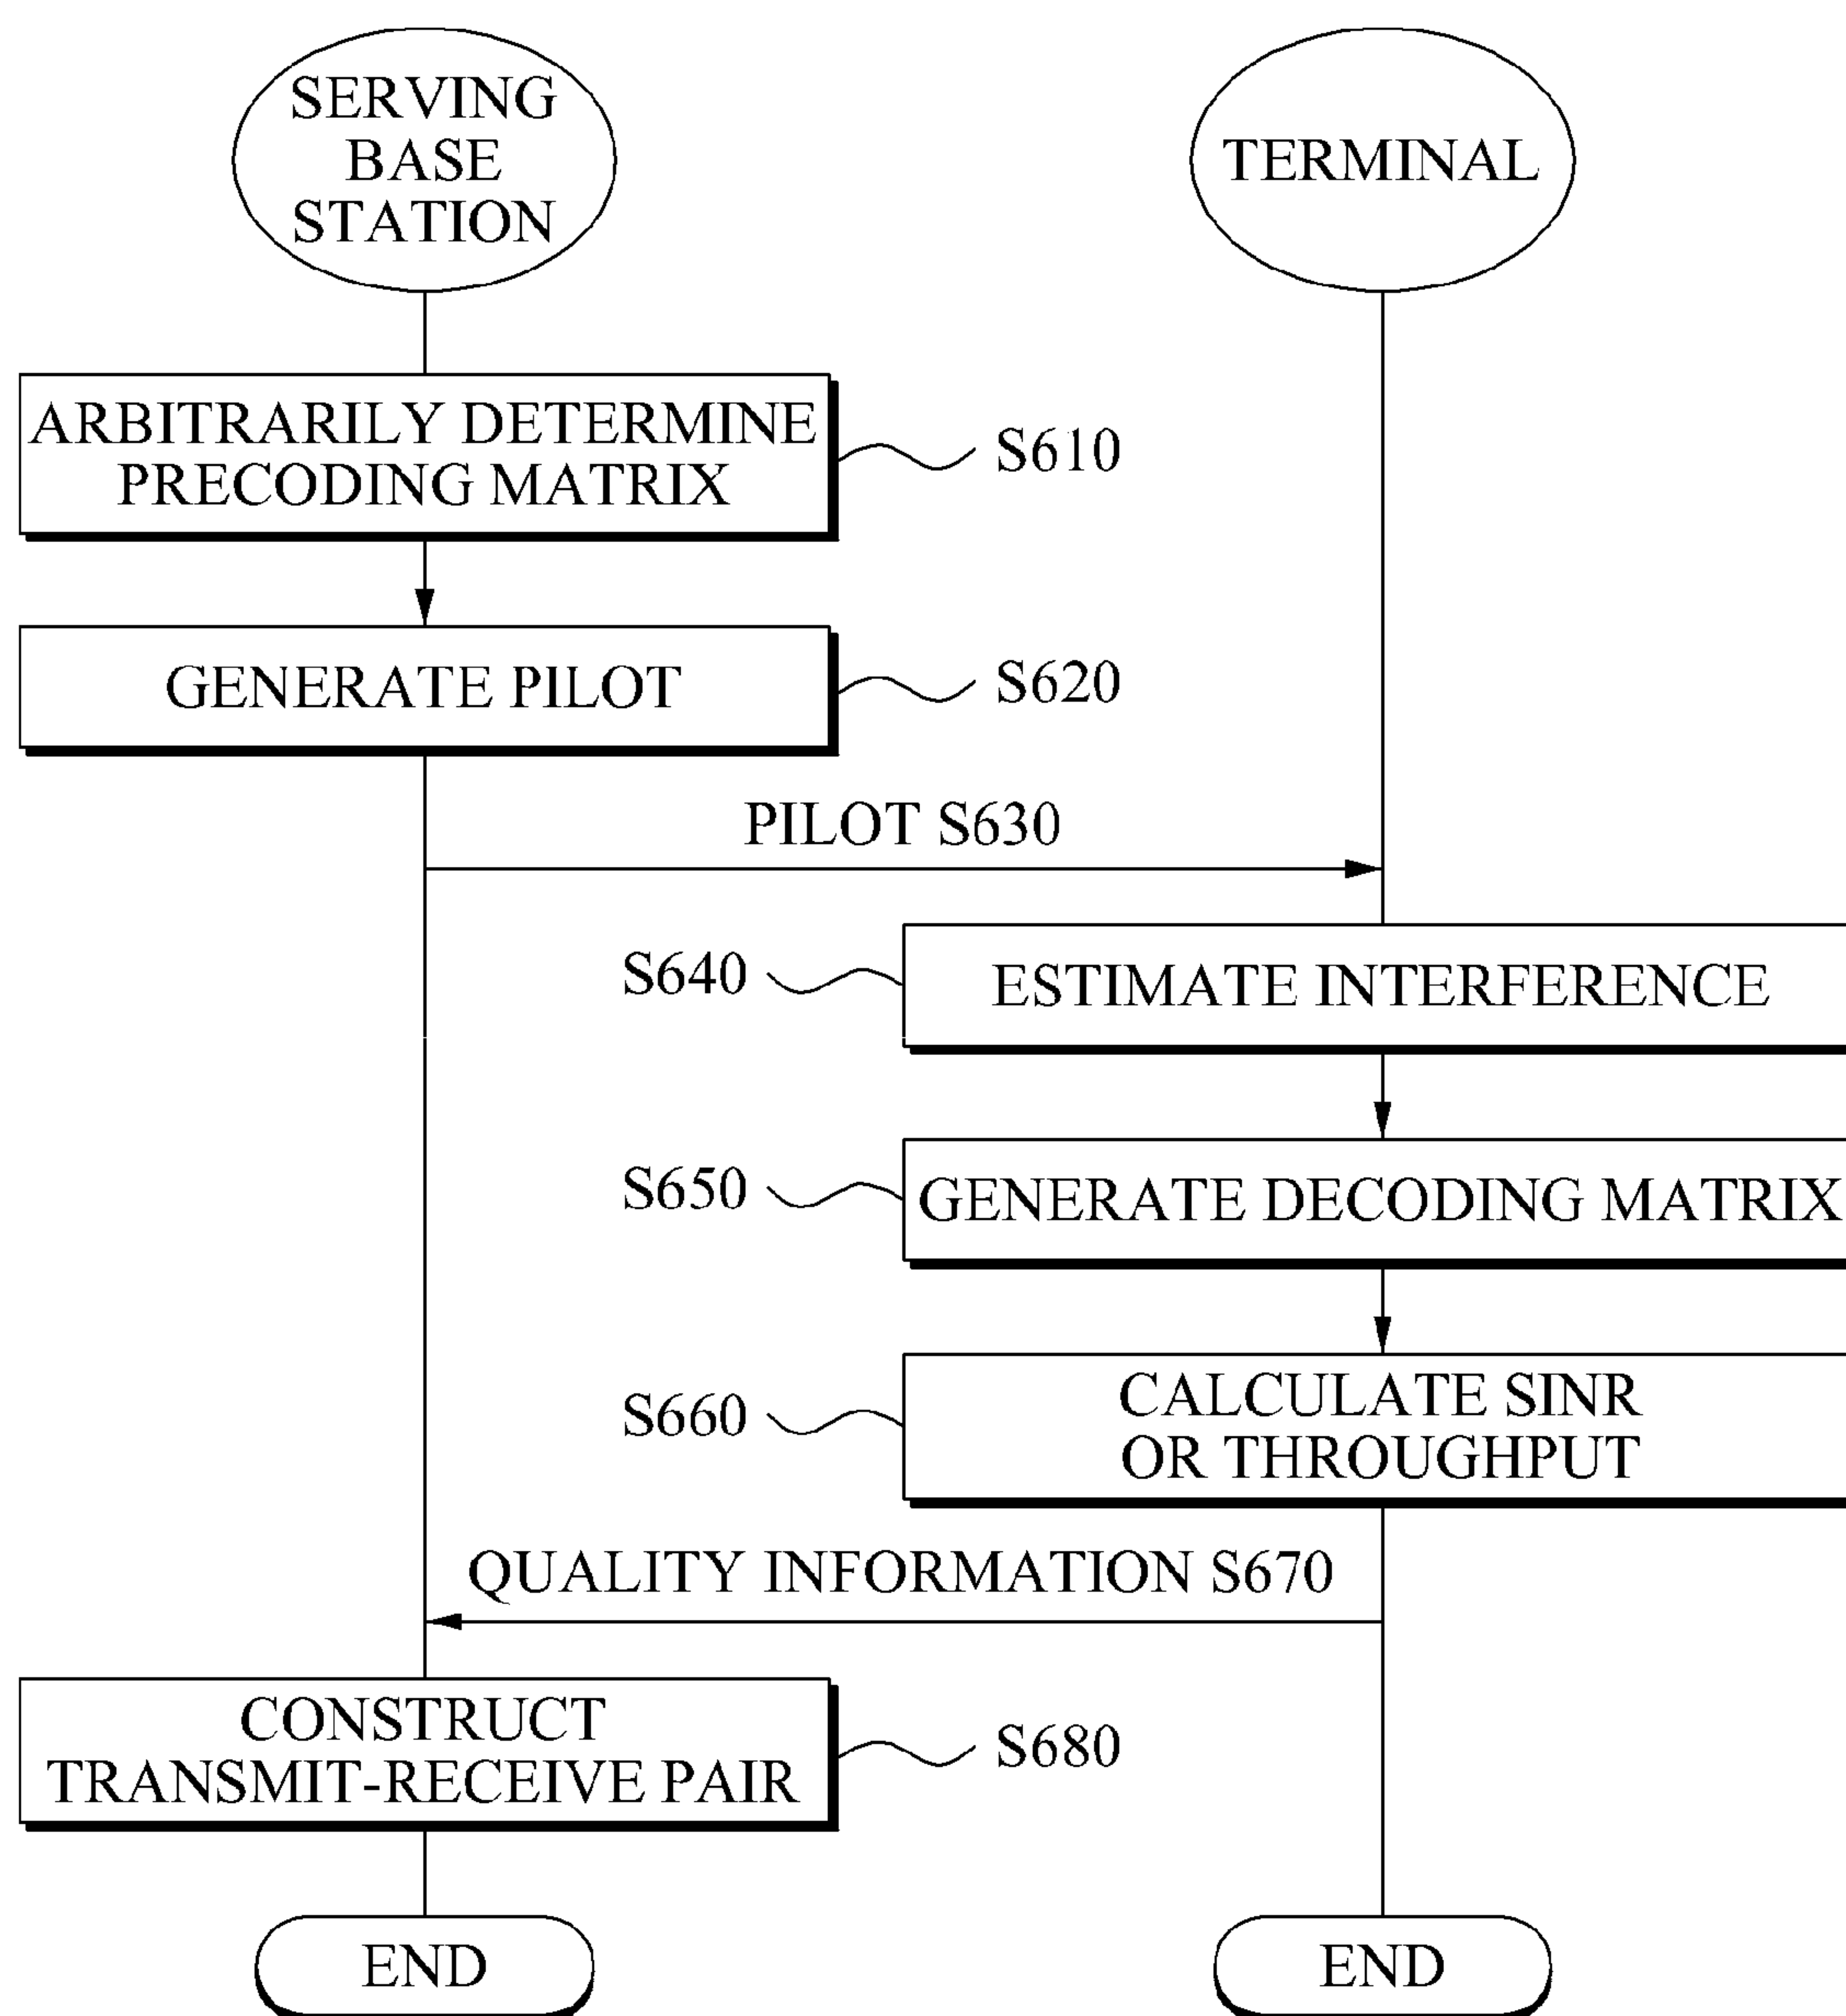 SERVING
BASE
STATION
TERMINAL
ARBITRARILY DETERMINE
PRECODING MATRIX
S610
GENERATE PILOT
S620
PILOT S630
S640
ESTIMATE INTERFERENCE
S650
GENERATE DECODING MATRIX
S660
CALCULATE SINR
OR THROUGHPUT
QUALITY INFORMATION S670
CONSTRUCT
TRANSMIT-RECEIVE PAIR
S680
END
END